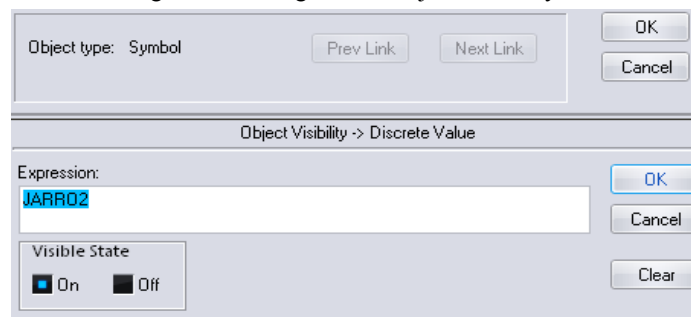 OK
Object type: Symbol Prev Link Next Link
Cancel
Object Visibility -> Discrete Value
Expression:
OK
JARRO2
Cancel
Visible State
On Off
Clear